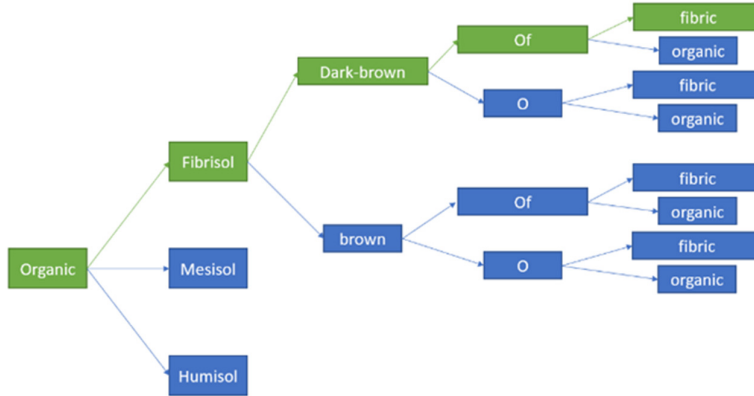 fibric
Of
organic
Dark-brown
fibric
O
organic
Fibrisol
fibric
Of
organic
brown
fibric
O
organic
Organic
Mesisol
Humisol